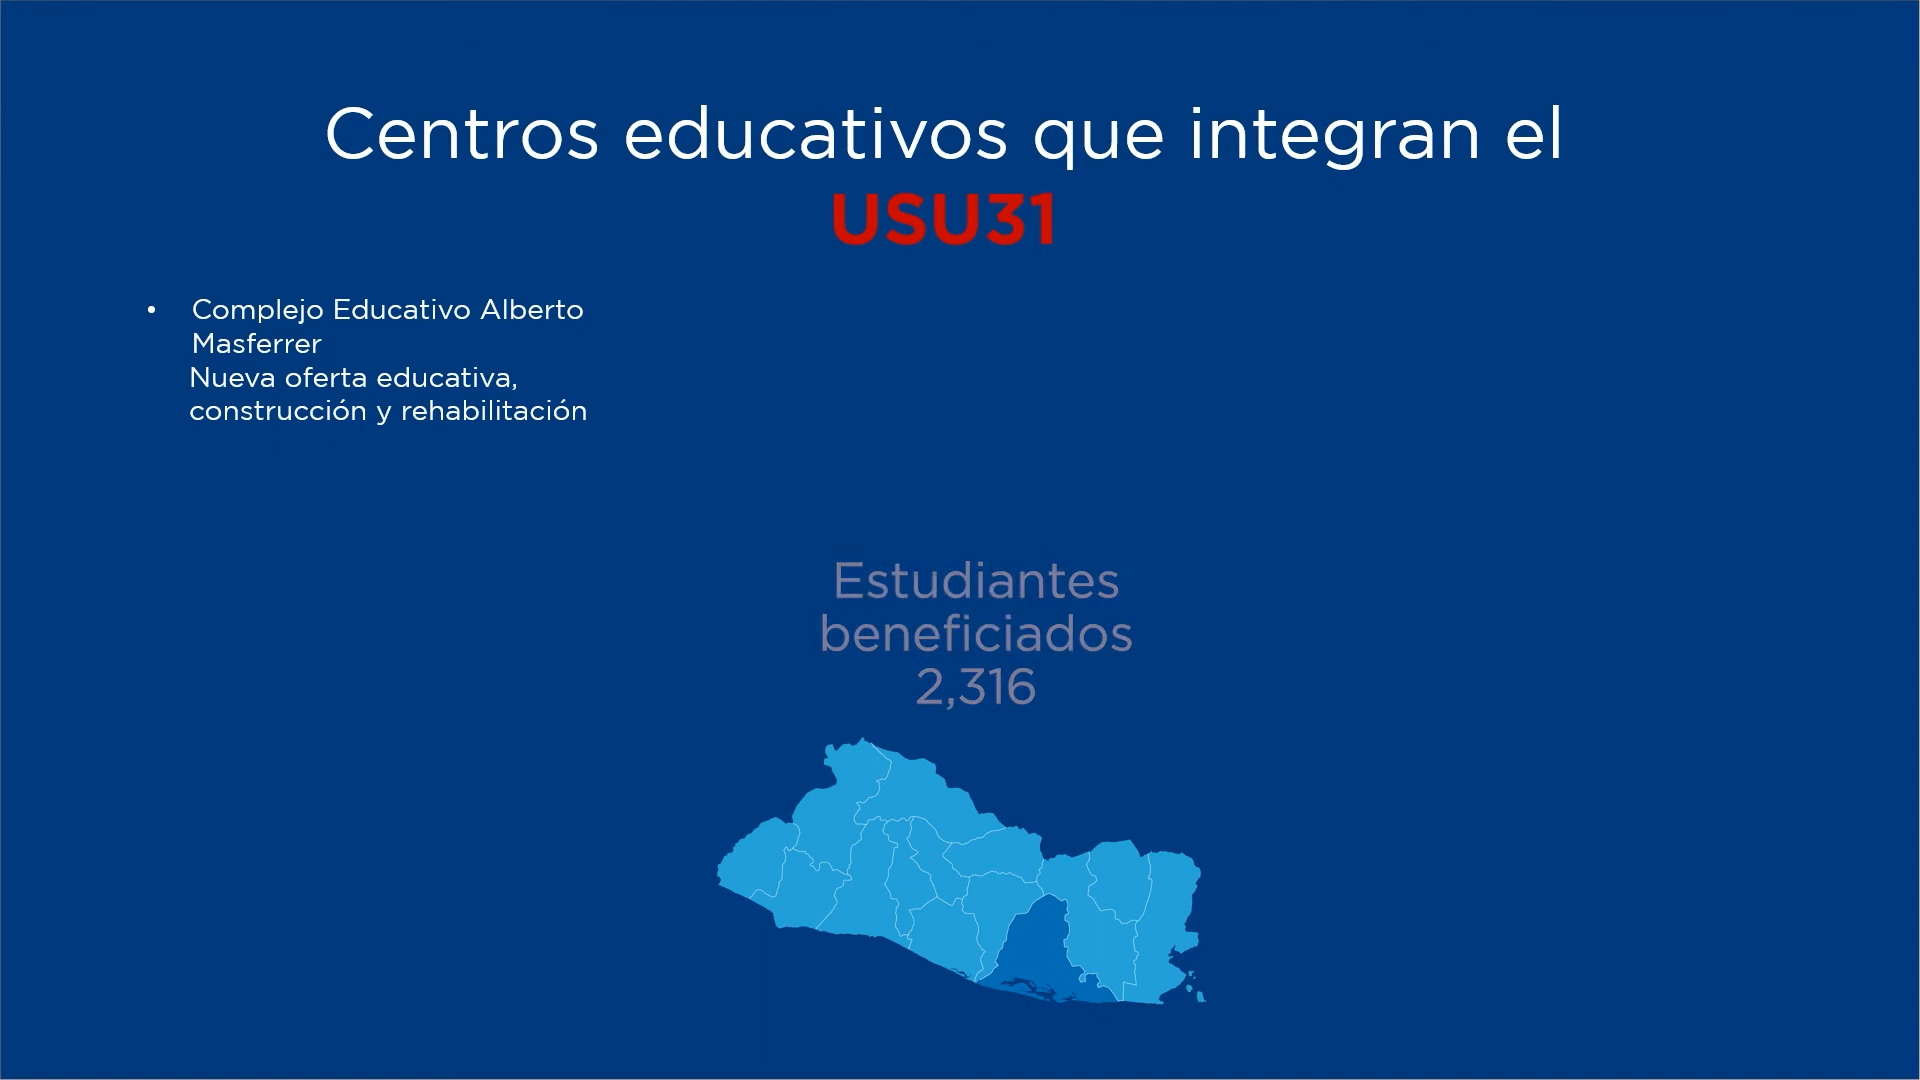 Centros educativos que integran el
USU31
• Complejo Educativo Alberto
Masferrer
Nueva oferta educativa,
construcción y rehabilitación
Estudiantes
beneficiados
2,316